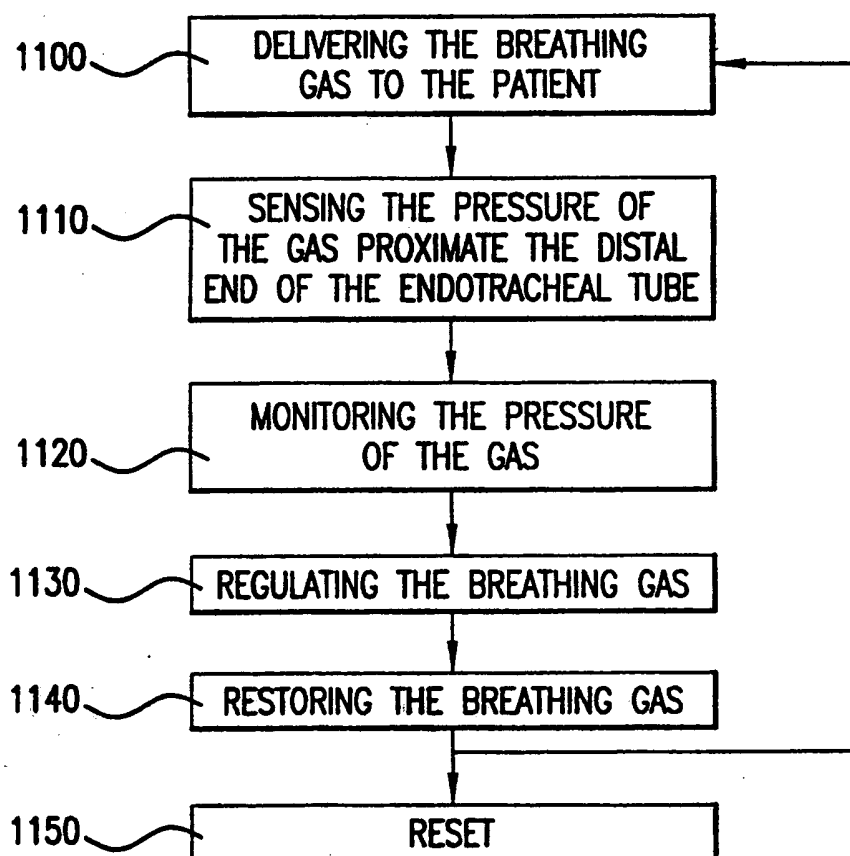 1100
DELIVERING THE BREATHING
GAS TO THE PATIENT
1110
SENSING THE PRESSURE OF
THE GAS PROXIMATE THE DISTAL
END OF THE ENDOTRACHEAL TUBE
1120
MONITORING THE PRESSURE
OF THE GAS
1130
REGULATING THE BREATHING GAS
1140
RESTORING THE BREATHING GAS
1150
RESET